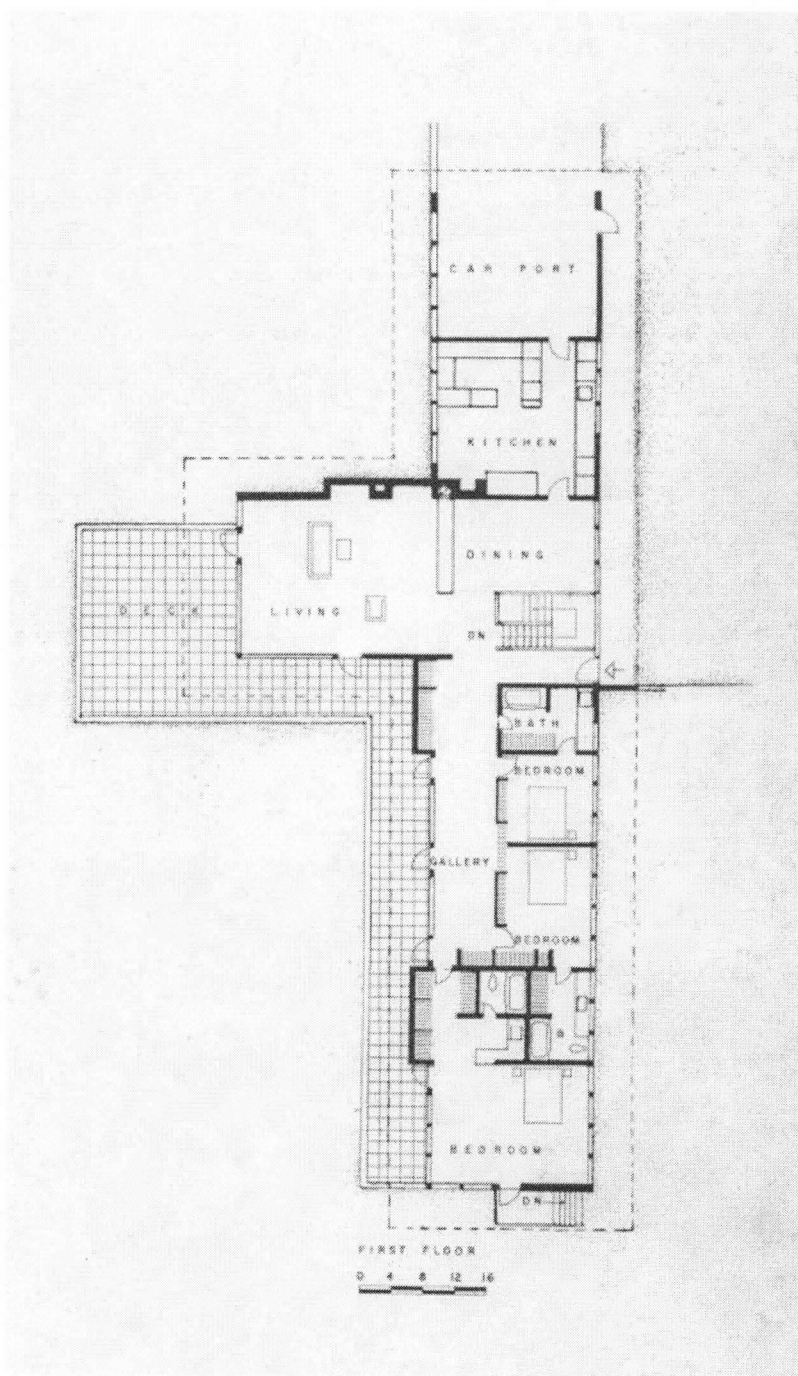 CAR PORT
KITCHEN
DINING
DECK
LIVING
DN
BATH
BEDROOM
GALLERY
BEDROOM
B
BEDROOM
DN
FIRST FLOOR
0 4 8 12 16